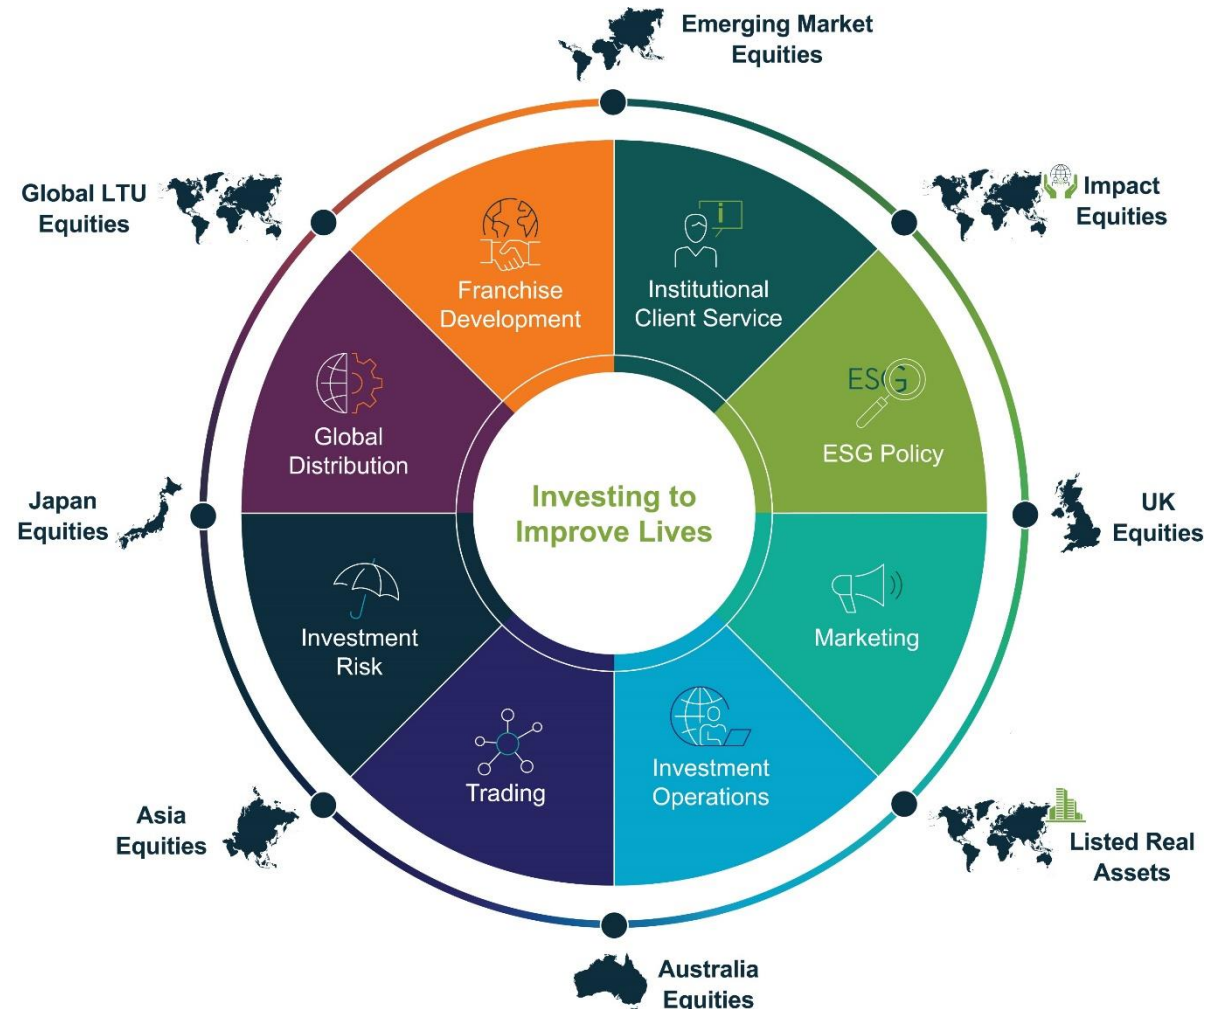 Emerging Market
Equities
Impact
Equities
UK
Equities
Listed Real
Assets
Australia
Equities
Asia
Equities
Japan
Equities
Global LTU
Equities
Franchise
Development
Institutional
Client Service
ESG
ESG Policy
Marketing
Investment
Operations
Trading
Investment
Risk
Global
Distribution
i
Investing to
Improve Lives